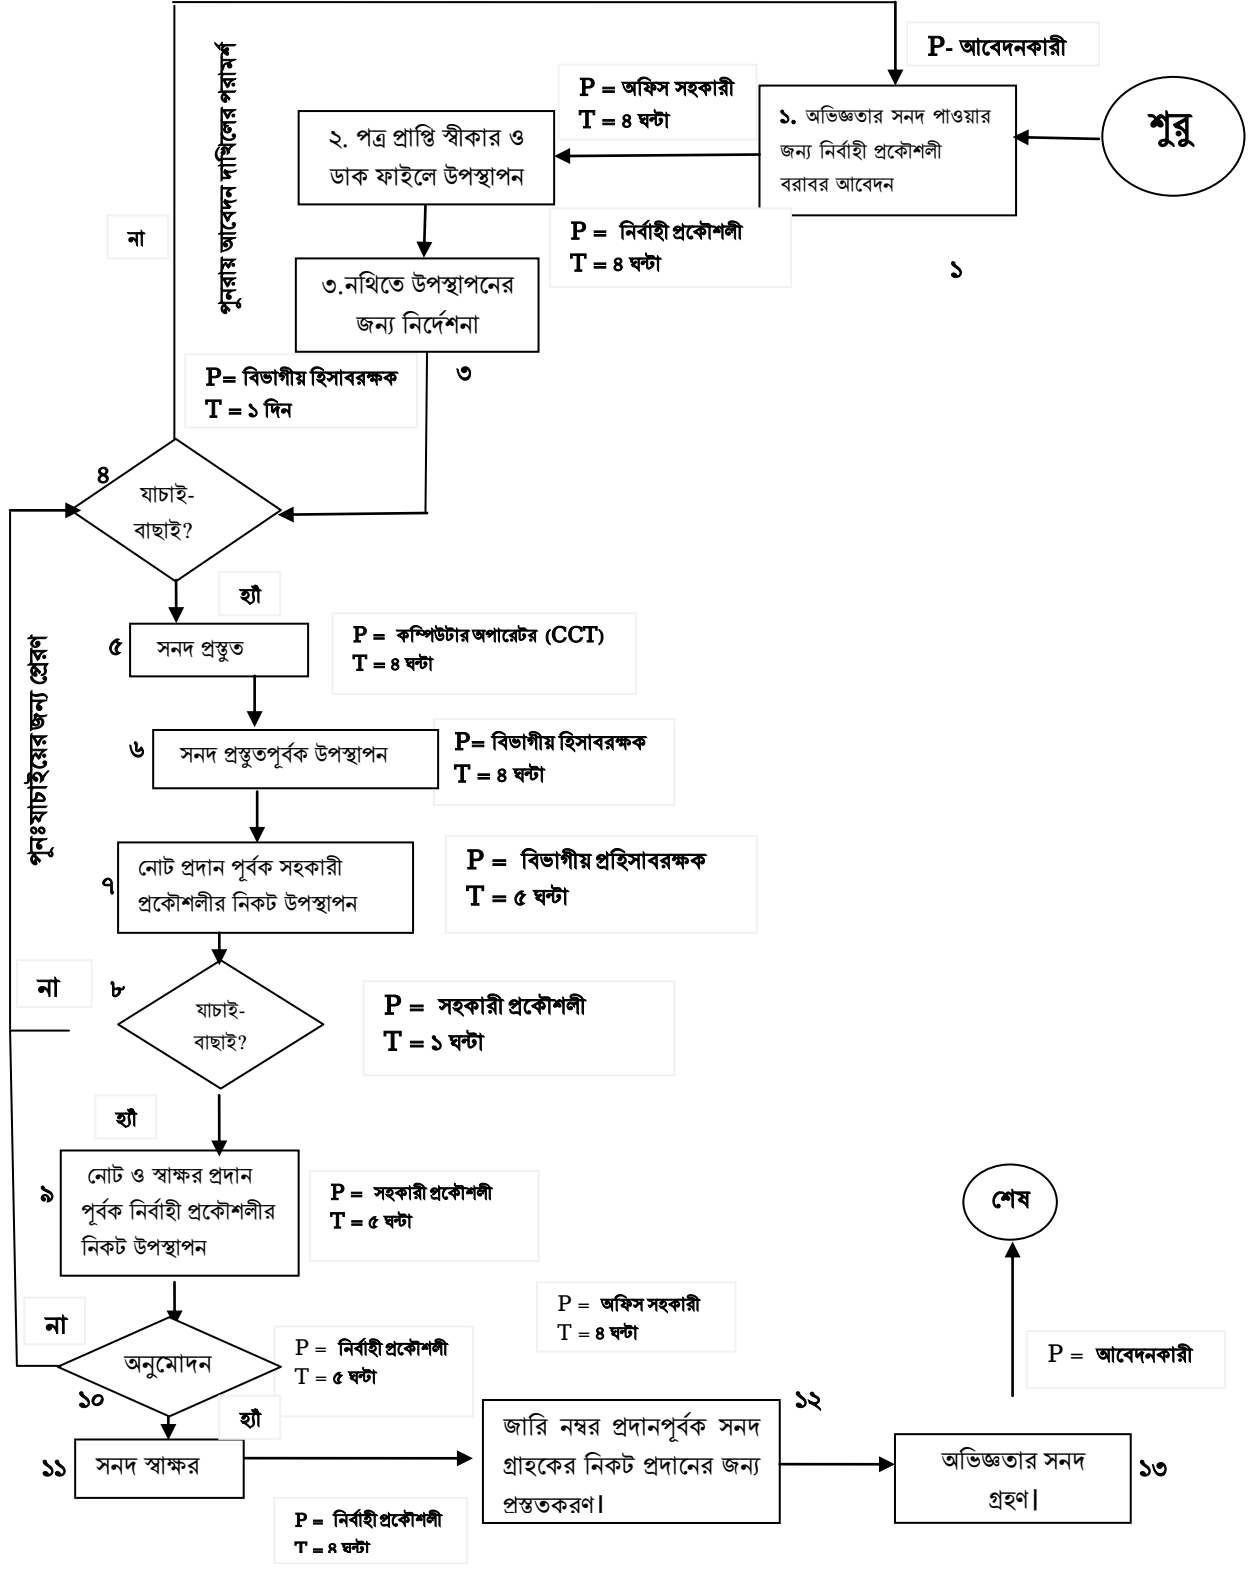 P- আবেদনকারী
শুরু
১. অভিজ্ঞতার সনদ পাওয়ার
জন্য নির্বাহী প্রকৌশলী
বরাবর আবেদন
১
P = অফিস সহকারী
T = ৪ ঘন্টা
২. পত্র প্রাপ্তি স্বীকার ও
ডাক ফাইলে উপস্থাপন
P = নির্বাহী প্রকৌশলী
T = ৪ ঘন্টা
৩.নথিতে উপস্থাপনের
জন্য নির্দেশনা
৩
পুনরায় আবেদন দাখিলের পরামর্শ
না
P= বিভাগীয় হিসাবরক্ষক
T = ১ দিন
৪
যাচাই-
বাছাই?
হ্যাঁ
৫
সনদ প্রস্তুত
P = কম্পিউটার অপারেটর (CCT)
T = ৪ ঘন্টা
পুনঃযাচাইয়ের জন্য প্রেরণ
৬
সনদ প্রস্তুতপূর্বক উপস্থাপন
P= বিভাগীয় হিসাবরক্ষক
T = ৪ ঘন্টা
৭
নোট প্রদান পূর্বক সহকারী
প্রকৌশলীর নিকট উপস্থাপন
P = বিভাগীয় প্রহিসাবরক্ষক
T = ৫ ঘন্টা
না
৮
যাচাই-
বাছাই?
P = সহকারী প্রকৌশলী
T = ১ ঘন্টা
হ্যাঁ
৯
নোট ও স্বাক্ষর প্রদান
পূর্বক নির্বাহী প্রকৌশলীর
নিকট উপস্থাপন
P = সহকারী প্রকৌশলী
T = ৫ ঘন্টা
না
অনুমোদন
১০
P = নির্বাহী প্রকৌশলী
T = ৫ ঘন্টা
হ্যাঁ
১১
সনদ স্বাক্ষর
P = নির্বাহী প্রকৌশলী
T = ৪ ঘন্টা
P = অফিস সহকারী
T = ৪ ঘন্টা
১২
জারি নম্বর প্রদানপূর্বক সনদ
গ্রাহকের নিকট প্রদানের জন্য
প্রস্তুতকরণ।
অভিজ্ঞতার সনদ
গ্রহণ।
১৩
P = আবেদনকারী
শেষ